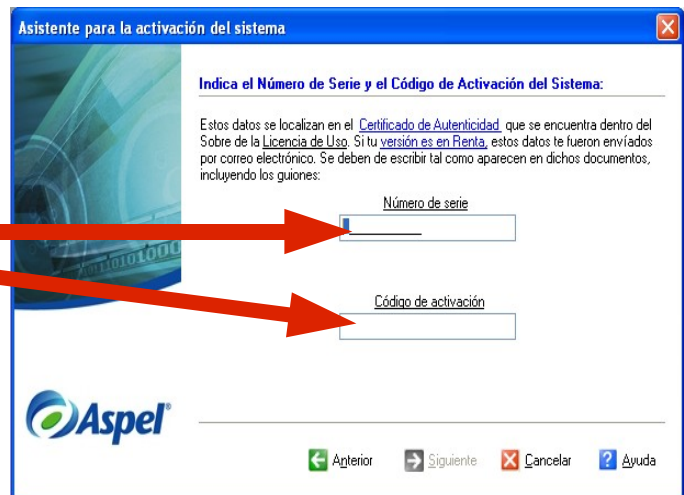 Asistente para la activación del sistema
Indica el Número de Serie y el Código de Activación del Sistema:
Estos datos se localizan en el Certificado de Autenticidad que se encuentra dentro del
Sobre de la Licencia de Uso. Si tu versión es en Renta, estos datos te fueron envíados
por correo electrónico. Se deben de escribir tal como aparecen en dichos documentos,
incluyendo los guiones:
Número de serie
Código de activación
Aspel®
Anterior Siguiente Cancelar Ayuda